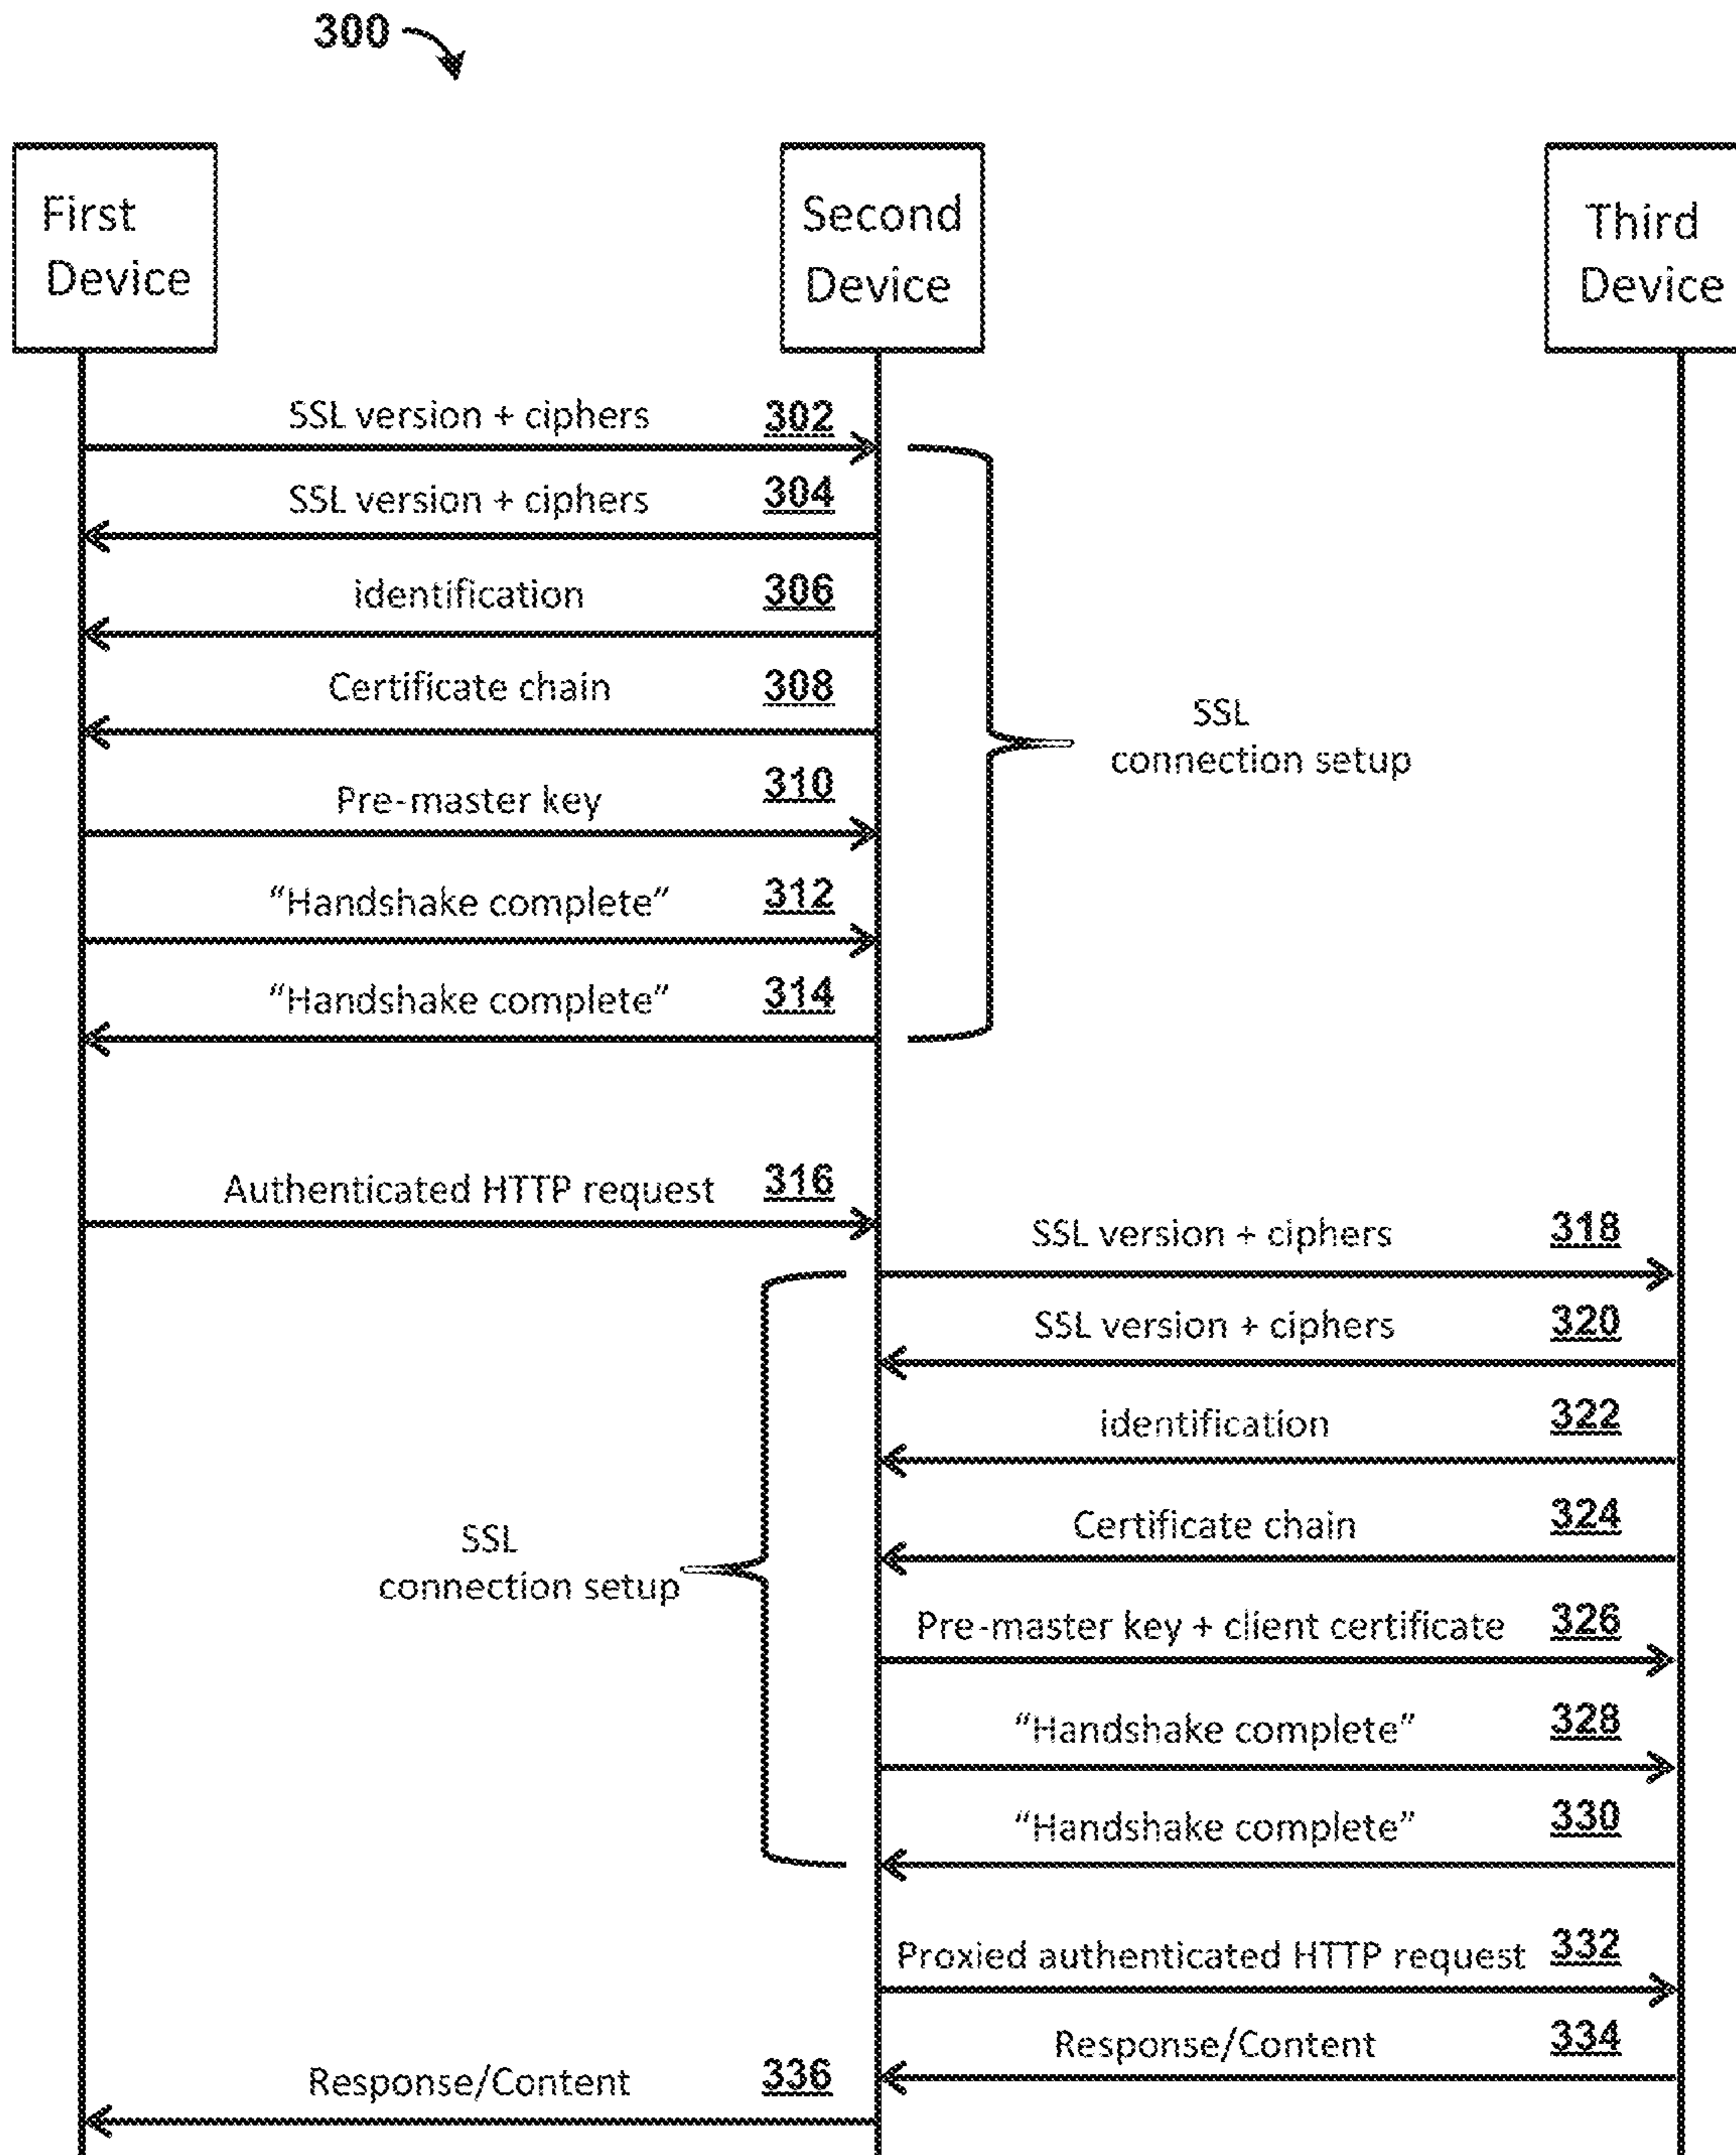 300
First
Device
Second
Device
Third
Device
SSL version + ciphers 302
SSL version + ciphers 304
identification 306
Certificate chain 308
Pre-master key 310
“Handshake complete” 312
“Handshake complete” 314
SSL
connection setup
Authenticated HTTP request 316
SSL version + ciphers 318
SSL version + ciphers 320
identification 322
Certificate chain 324
Pre-master key + client certificate 326
“Handshake complete” 328
“Handshake complete” 330
SSL
connection setup
Proxied authenticated HTTP request 332
Response/Content 334
Response/Content 336